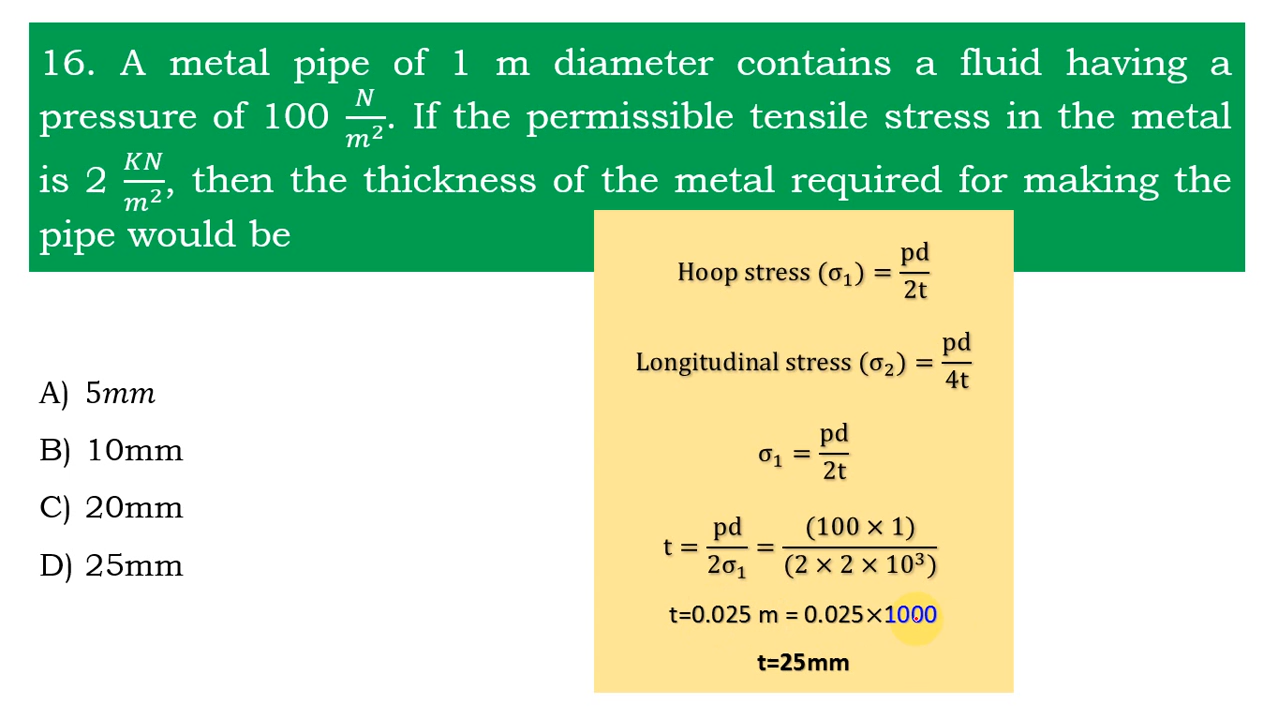 16. A metal pipe of 1 m diameter contains a fluid having a
pressure of 100 N/m². If the permissible tensile stress in the metal
is 2 KN/m², then the thickness of the metal required for making the
pipe would be
Hoop stress (σ₁) = pd/2t
Longitudinal stress (σ₂) = pd/4t
σ₁ = pd/2t
t = pd/2σ₁ = (100 × 1)/(2 × 2 × 10³)
t=0.025 m = 0.025×1000
t=25mm
A) 5mm
B) 10mm
C) 20mm
D) 25mm